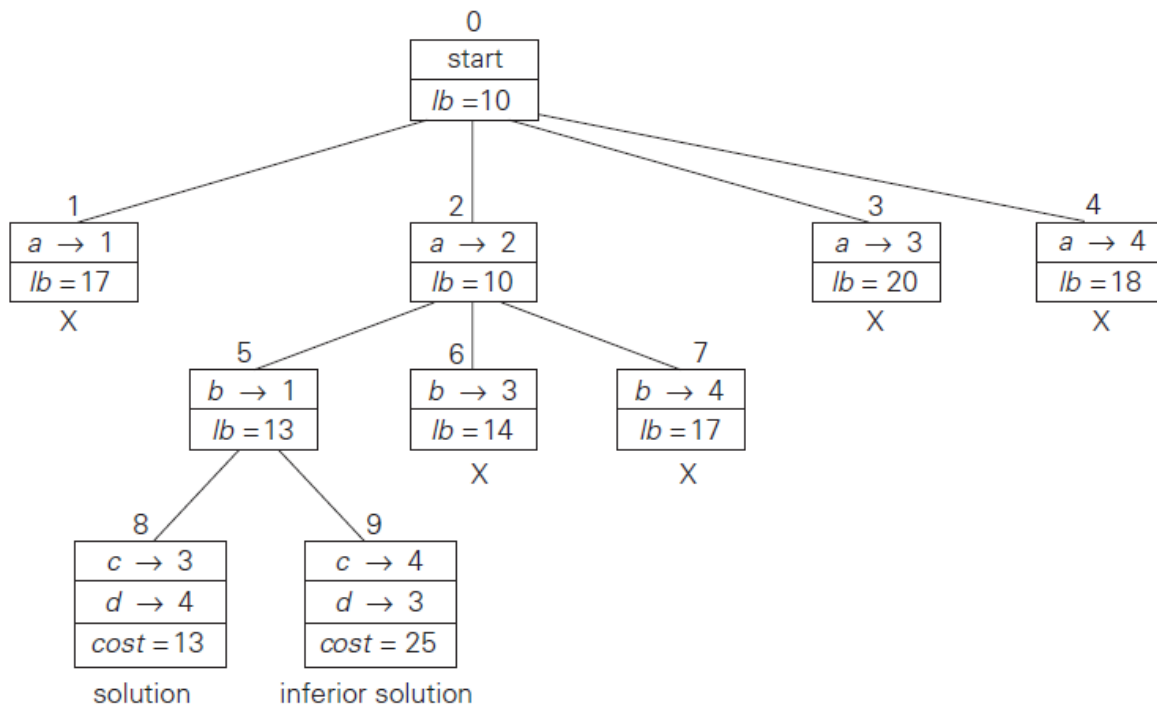 0
start
lb =10
1
2
3
4
a → 1
a → 2
a → 3
a → 4
lb =17
lb =10
lb = 20
lb =18
X
X
X
5
6
7
b → 1
b → 3
b → 4
lb =13
lb =14
lb =17
X
X
8
9
c → 3
c → 4
d → 4
d → 3
cost =13
cost = 25
solution
inferior solution